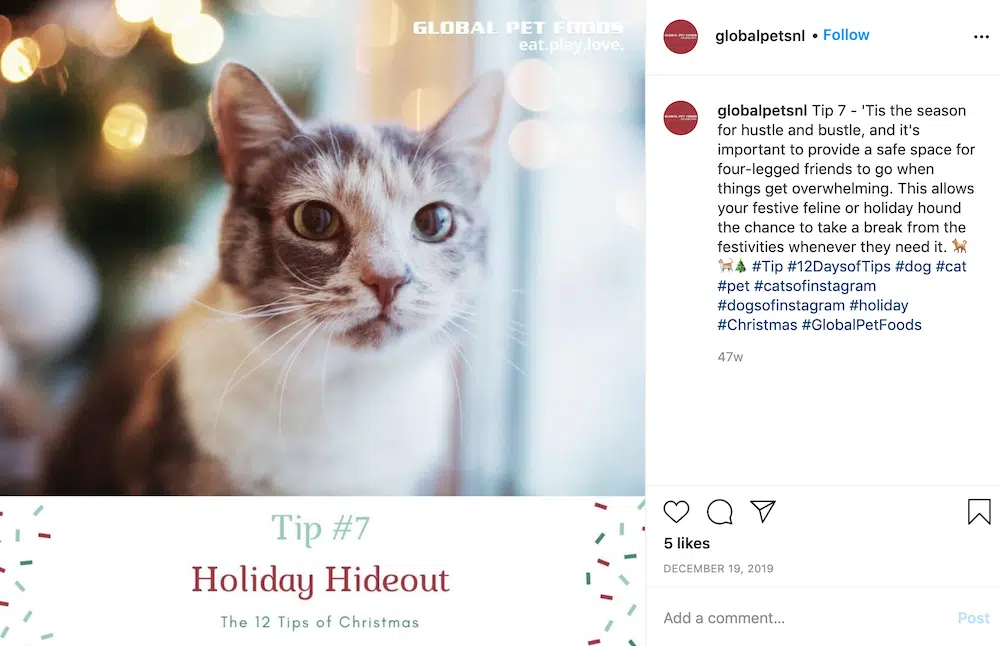 GLOBAL PET FOODS
eat.play.love.
Tip #7
Holiday Hideout
The 12 Tips of Christmas
globalpetsnl • Follow
globalpetsnl Tip 7 - 'Tis the season
for hustle and bustle, and it's
important to provide a safe space for
four-legged friends to go when
things get overwhelming. This allows
your festive feline or holiday hound
the chance to take a break from the
festivities whenever they need it. 🐈
🐈🎄 #Tip #12DaysofTips #dog #cat
#pet #catsofinstagram
#dogsofinstagram #holiday
#Christmas #GlobalPetFoods
47w
5 likes
DECEMBER 19, 2019
Add a comment...
Post